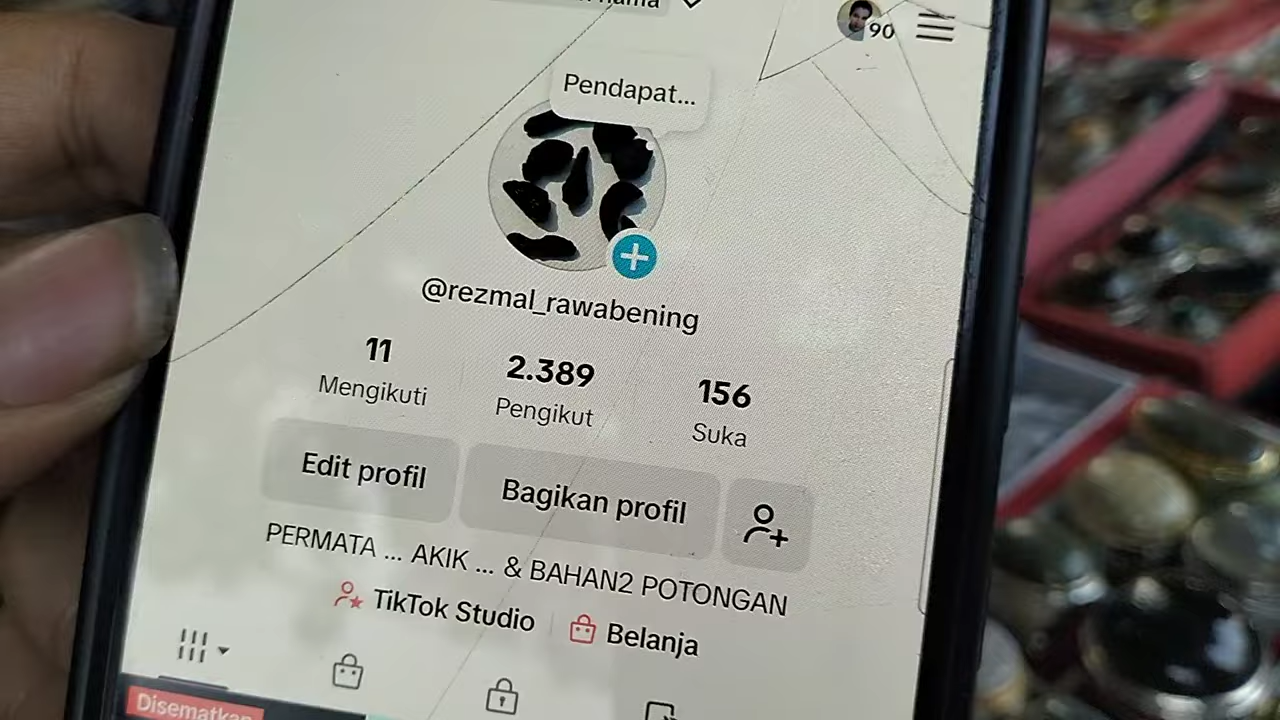 nama
90
Pendapat...
@rezmal_rawabening
11
Mengikuti
2.389
Pengikut
156
Suka
Edit profil
Bagikan profil
PERMATA ... AKIK ... & BAHAN2 POTONGAN
TikTok Studio
Belanja
Disematkan